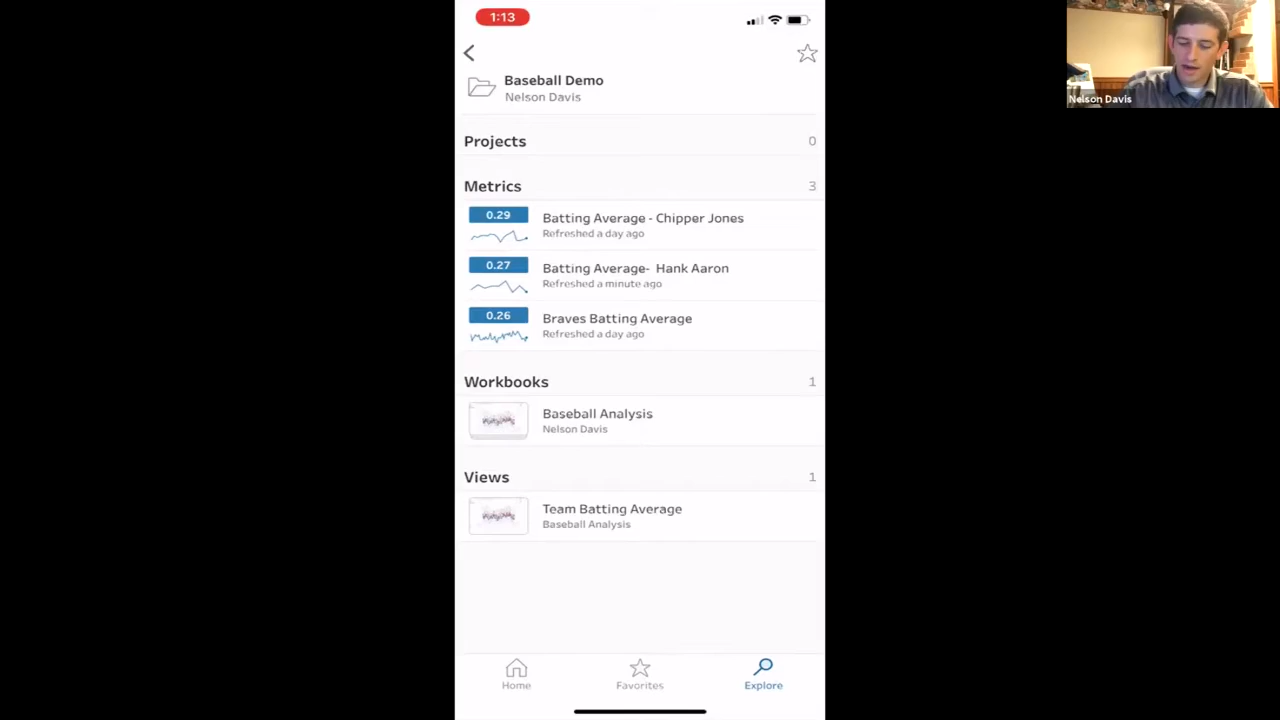 1:13
Baseball Demo
Nelson Davis
Projects 0
Metrics 3
0.29
Batting Average - Chipper Jones
Refreshed a day ago
0.27
Batting Average- Hank Aaron
Refreshed a minute ago
0.26
Braves Batting Average
Refreshed a day ago
Workbooks 1
Baseball Analysis
Nelson Davis
Views 1
Team Batting Average
Baseball Analysis
Home Favorites Explore
Nelson Davis